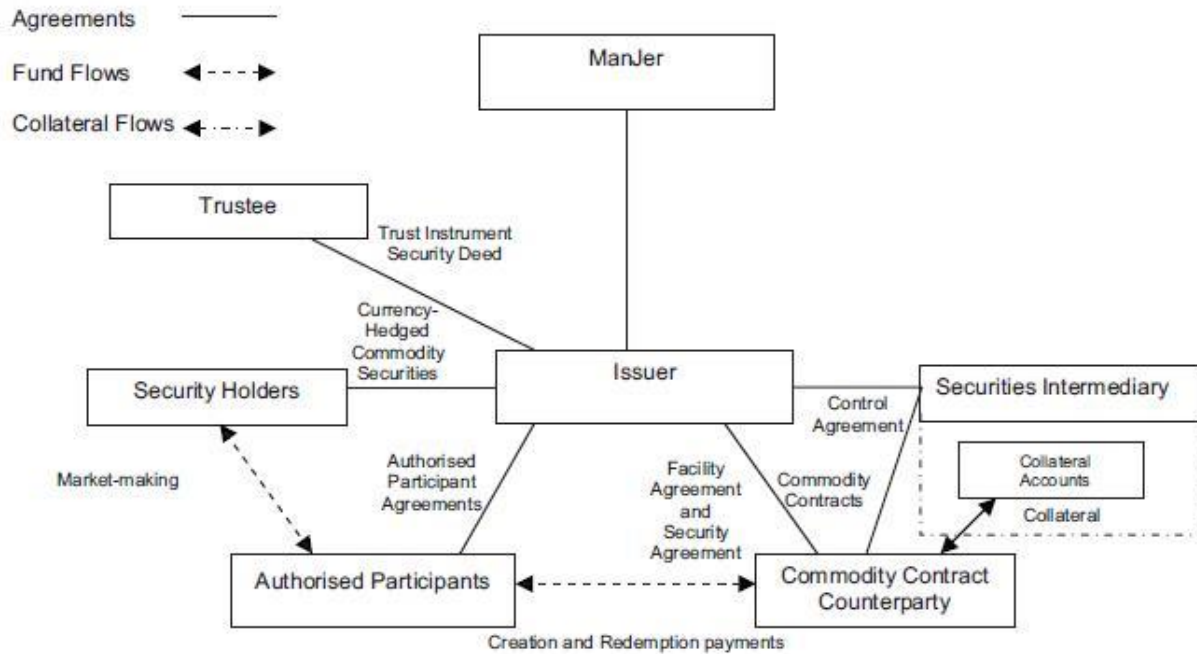 Agreements
Fund Flows
Collateral Flows
ManJer
Trustee
Trust Instrument
Security Deed
Currency-
Hedged
Commodity
Securities
Security Holders
Issuer
Securities Intermediary
Control
Agreement
Collateral
Accounts
Collateral
Market-making
Authorised
Participant
Agreements
Facility
Agreement
and
Security
Agreement
Commodity
Contracts
Authorised Participants
Commodity Contract
Counterparty
Creation and Redemption payments